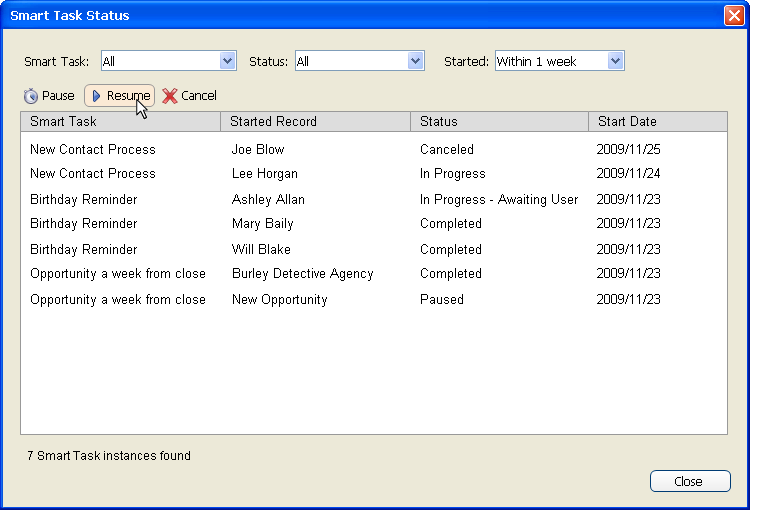 Smart Task Status
Smart Task: All Status: All Started: Within 1 week
Pause Resume Cancel
Smart Task Started Record Status Start Date
New Contact Process Joe Blow Canceled 2009/11/25
New Contact Process Lee Horgan In Progress 2009/11/24
Birthday Reminder Ashley Allan In Progress - Awaiting User 2009/11/23
Birthday Reminder Mary Baily Completed 2009/11/23
Birthday Reminder Will Blake Completed 2009/11/23
Opportunity a week from close Burley Detective Agency Completed 2009/11/23
Opportunity a week from close New Opportunity Paused 2009/11/23
7 Smart Task instances found
Close